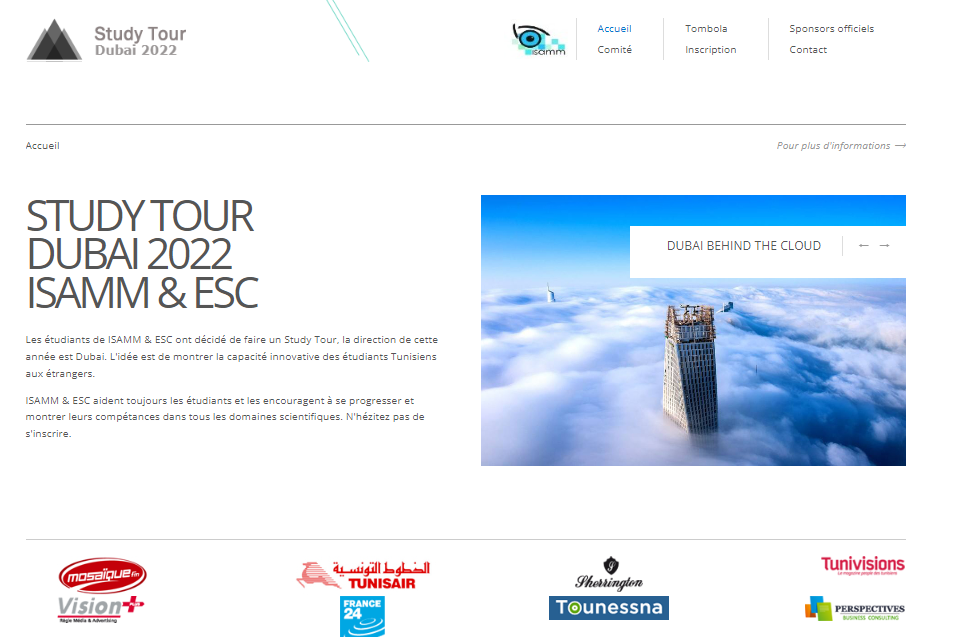 Study Tour
Dubai 2022
isamm
Accueil
Comité
Tombola
Inscription
Sponsors officiels
Contact
Accueil
Pour plus d'informations →
STUDY TOUR
DUBAI 2022
ISAMM & ESC
DUBAI BEHIND THE CLOUD ← →
Les étudiants de ISAMM & ESC ont décidé de faire un Study Tour, la direction de cette
année est Dubai. L'idée est de montrer la capacité innovative des étudiants Tunisiens
aux étrangers.
ISAMM & ESC aident toujours les étudiants et les encouragent à se progresser et
montrer leurs compétances dans tous les domaines scientifiques. N'hézitez pas de
s'inscrire.
mosaïque fm
Vision+
Régie Média & Advertising
الخطوط التونسية
TUNISAIR
FRANCE
24
Sherrington
Tounessna
Tunivisions
Le magazine people des tunisiens
PERSPECTIVES
BUSINESS CONSULTING